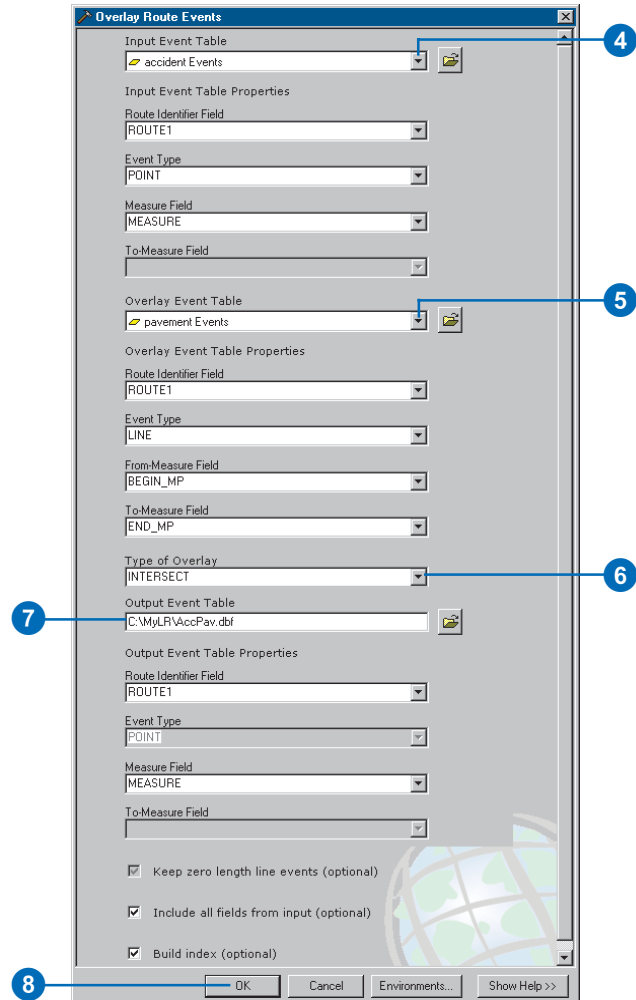 Overlay Route Events
Input Event Table
accident Events
4
Input Event Table Properties
Route Identifier Field
ROUTE1
Event Type
POINT
Measure Field
MEASURE
To-Measure Field
Overlay Event Table
pavement Events
5
Overlay Event Table Properties
Route Identifier Field
ROUTE1
Event Type
LINE
From-Measure Field
BEGIN_MP
To-Measure Field
END_MP
Type of Overlay
INTERSECT
6
Output Event Table
7
C:\MyLR\AccPav.dbf
Output Event Table Properties
Route Identifier Field
ROUTE1
Event Type
POINT
Measure Field
MEASURE
To-Measure Field
Keep zero length line events (optional)
Include all fields from input (optional)
Build index (optional)
8
OK Cancel Environments... Show Help >>